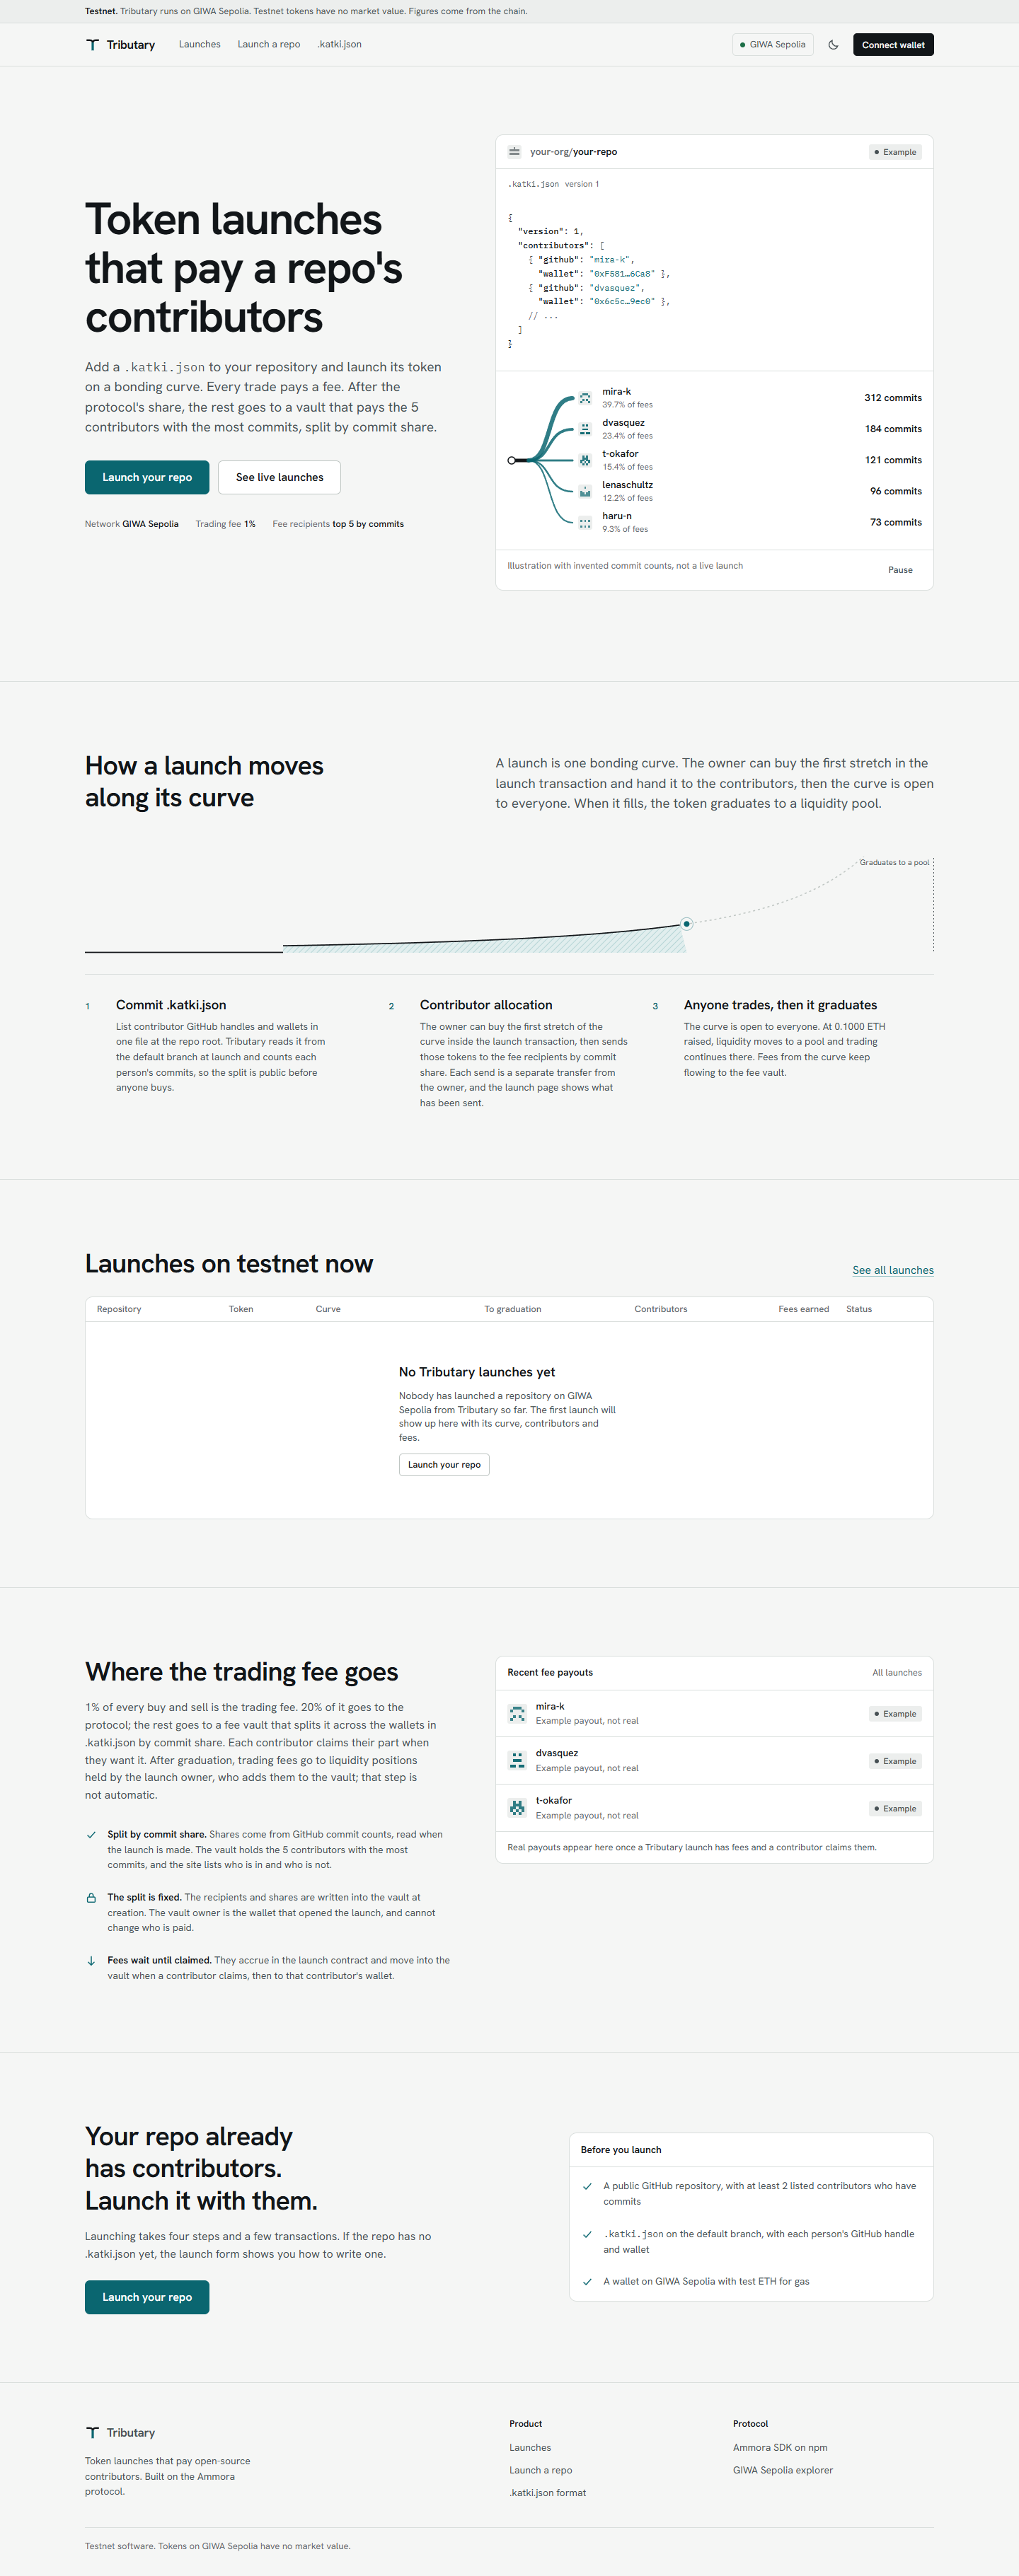 Testnet. Tributary runs on GIWA Sepolia. Testnet tokens have no market value. Figures come from the chain.
Tributary
Launches
Launch a repo
.katki.json
GIWA Sepolia
Connect wallet
Token launches
that pay a repo's
contributors
Add a .katki.json to your repository and launch its token
on a bonding curve. Every trade pays a fee. After the
protocol's share, the rest goes to a vault that pays the 5
contributors with the most commits, split by commit share.
Launch your repo
See live launches
Network GIWA Sepolia
Trading fee 1%
Fee recipients top 5 by commits
your-org/your-repo
Example
.katki.json version 1
{
"version": 1,
"contributors": [
{ "github": "mira-k",
"wallet": "0xF581…6Ca8" },
{ "github": "dvasquez",
"wallet": "0x6c5c…9ec0" },
// ...
]
}
mira-k
39.7% of fees
312 commits
dvasquez
23.4% of fees
184 commits
t-okafor
15.4% of fees
121 commits
lenaschultz
12.2% of fees
96 commits
haru-n
9.3% of fees
73 commits
Illustration with invented commit counts, not a live launch
Pause
How a launch moves
along its curve
A launch is one bonding curve. The owner can buy the first stretch in the
launch transaction and hand it to the contributors, then the curve is open
to everyone. When it fills, the token graduates to a liquidity pool.
Graduates to a pool
1
Commit .katki.json
List contributor GitHub handles and wallets in
one file at the repo root. Tributary reads it from
the default branch at launch and counts each
person's commits, so the split is public before
anyone buys.
2
Contributor allocation
The owner can buy the first stretch of the
curve inside the launch transaction, then sends
those tokens to the fee recipients by commit
share. Each send is a separate transfer from
the owner, and the launch page shows what
has been sent.
3
Anyone trades, then it graduates
The curve is open to everyone. At 0.1000 ETH
raised, liquidity moves to a pool and trading
continues there. Fees from the curve keep
flowing to the fee vault.
Launches on testnet now
See all launches
Repository
Token
Curve
To graduation
Contributors
Fees earned
Status
No Tributary launches yet
Nobody has launched a repository on GIWA
Sepolia from Tributary so far. The first launch will
show up here with its curve, contributors and
fees.
Launch your repo
Where the trading fee goes
1% of every buy and sell is the trading fee. 20% of it goes to the
protocol; the rest goes to a fee vault that splits it across the wallets in
.katki.json by commit share. Each contributor claims their part when
they want it. After graduation, trading fees go to liquidity positions
held by the launch owner, who adds them to the vault; that step is
not automatic.
Split by commit share. Shares come from GitHub commit counts, read when
the launch is made. The vault holds the 5 contributors with the most
commits, and the site lists who is in and who is not.
The split is fixed. The recipients and shares are written into the vault at
creation. The vault owner is the wallet that opened the launch, and cannot
change who is paid.
Fees wait until claimed. They accrue in the launch contract and move into the
vault when a contributor claims, then to that contributor's wallet.
Recent fee payouts
All launches
mira-k
Example payout, not real
Example
dvasquez
Example payout, not real
Example
t-okafor
Example payout, not real
Example
Real payouts appear here once a Tributary launch has fees and a contributor claims them.
Your repo already
has contributors.
Launch it with them.
Launching takes four steps and a few transactions. If the repo has no
.katki.json yet, the launch form shows you how to write one.
Launch your repo
Before you launch
A public GitHub repository, with at least 2 listed contributors who have
commits
.katki.json on the default branch, with each person's GitHub handle
and wallet
A wallet on GIWA Sepolia with test ETH for gas
Tributary
Token launches that pay open-source
contributors. Built on the Ammora
protocol.
Product
Launches
Launch a repo
.katki.json format
Protocol
Ammora SDK on npm
GIWA Sepolia explorer
Testnet software. Tokens on GIWA Sepolia have no market value.